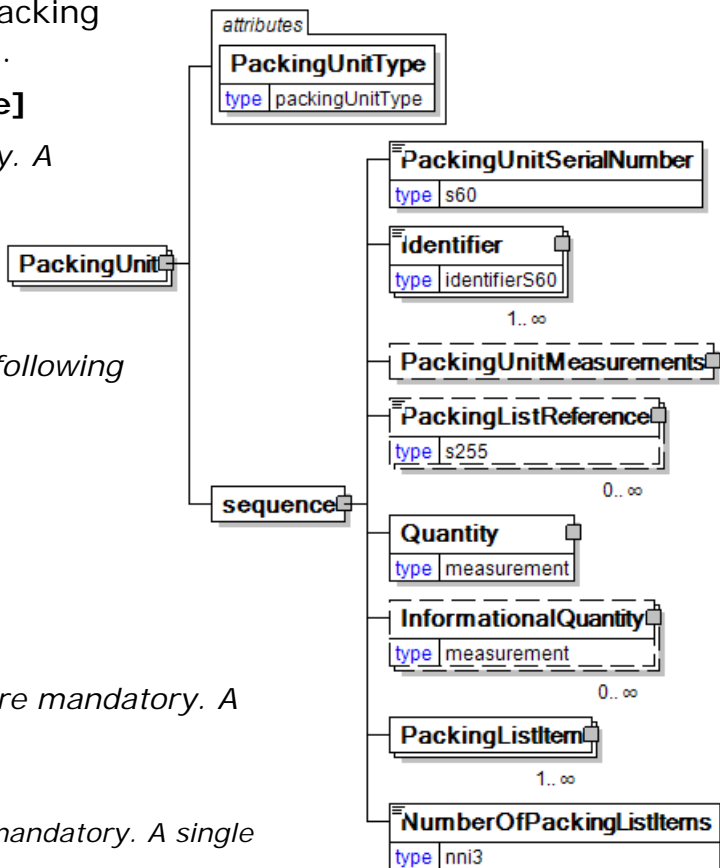 acking
.
e]
y. A
following
re mandatory. A
mandatory. A single
attributes
PackingUnitType
type packingUnitType
PackingUnit
sequence
PackingUnitSerialNumber
type s60
Identifier
type identifierS60
1.. ∞
PackingUnitMeasurements
PackingListReference
type s255
0.. ∞
Quantity
type measurement
InformationalQuantity
type measurement
0.. ∞
PackingListItem
1.. ∞
NumberOfPackingListItems
type nni3